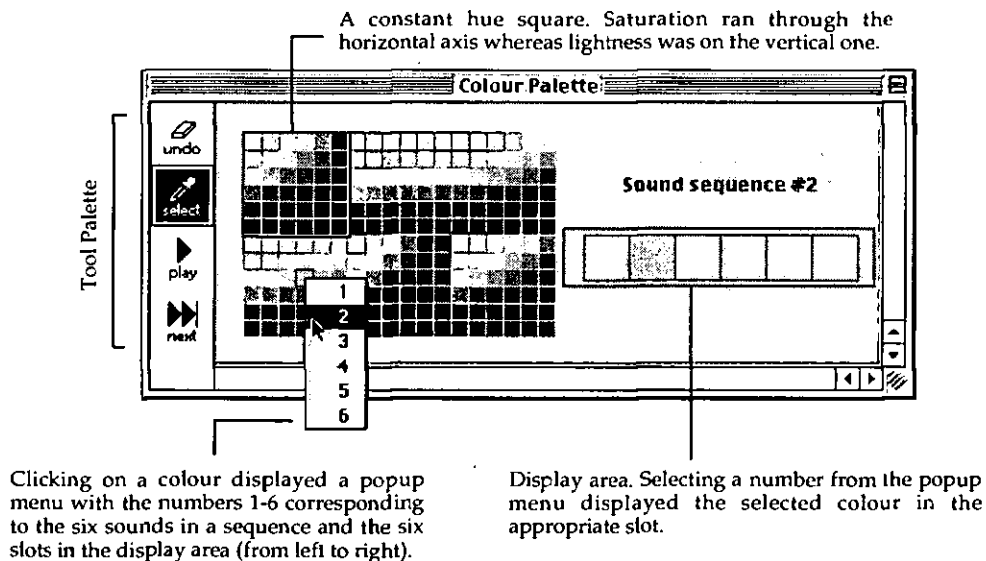 A constant hue square. Saturation ran through the
horizontal axis whereas lightness was on the vertical one.
Colour Palette
Tool Palette
undo
select
play
next
Sound sequence #2
1
2
3
4
5
6
Clicking on a colour displayed a popup
menu with the numbers 1-6 corresponding
to the six sounds in a sequence and the six
slots in the display area (from left to right).
Display area. Selecting a number from the popup
menu displayed the selected colour in the
appropriate slot.